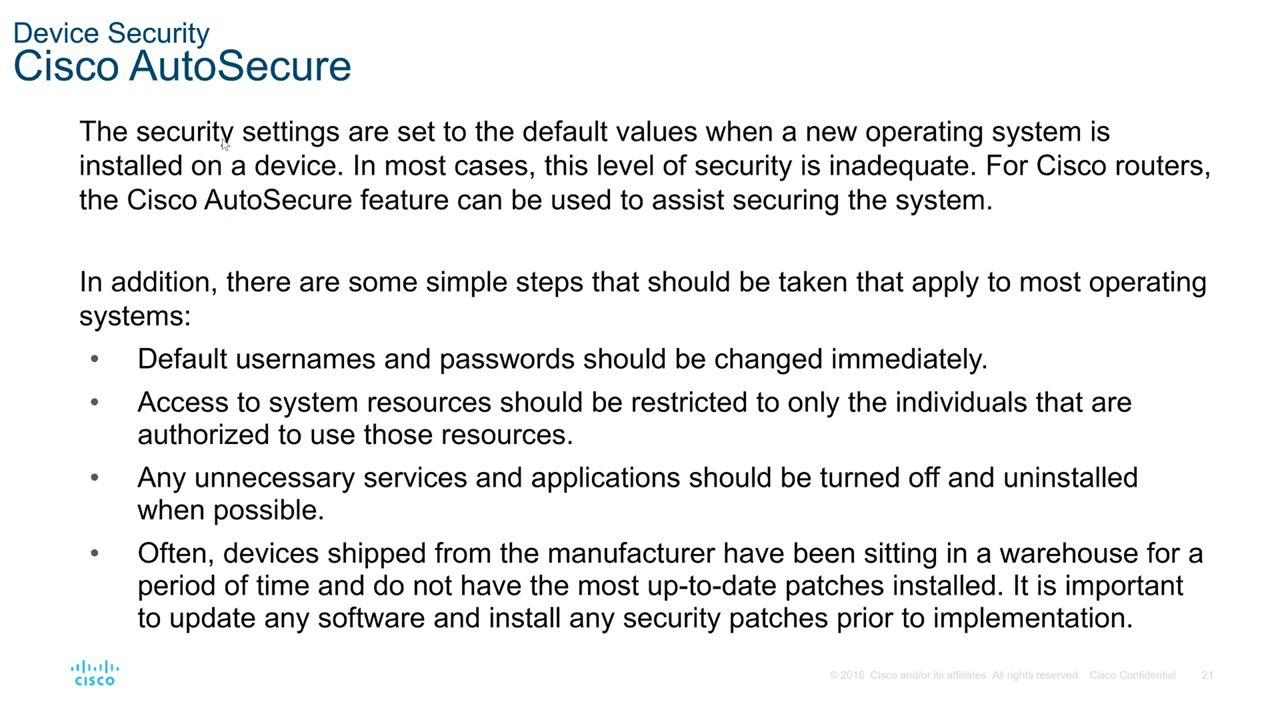 Device Security
Cisco AutoSecure
The security settings are set to the default values when a new operating system is
installed on a device. In most cases, this level of security is inadequate. For Cisco routers,
the Cisco AutoSecure feature can be used to assist securing the system.
In addition, there are some simple steps that should be taken that apply to most operating
systems:
• Default usernames and passwords should be changed immediately.
• Access to system resources should be restricted to only the individuals that are
authorized to use those resources.
• Any unnecessary services and applications should be turned off and uninstalled
when possible.
• Often, devices shipped from the manufacturer have been sitting in a warehouse for a
period of time and do not have the most up-to-date patches installed. It is important
to update any software and install any security patches prior to implementation.
CISCO
© 2016 Cisco and/or its affiliates. All rights reserved. Cisco Confidential 21